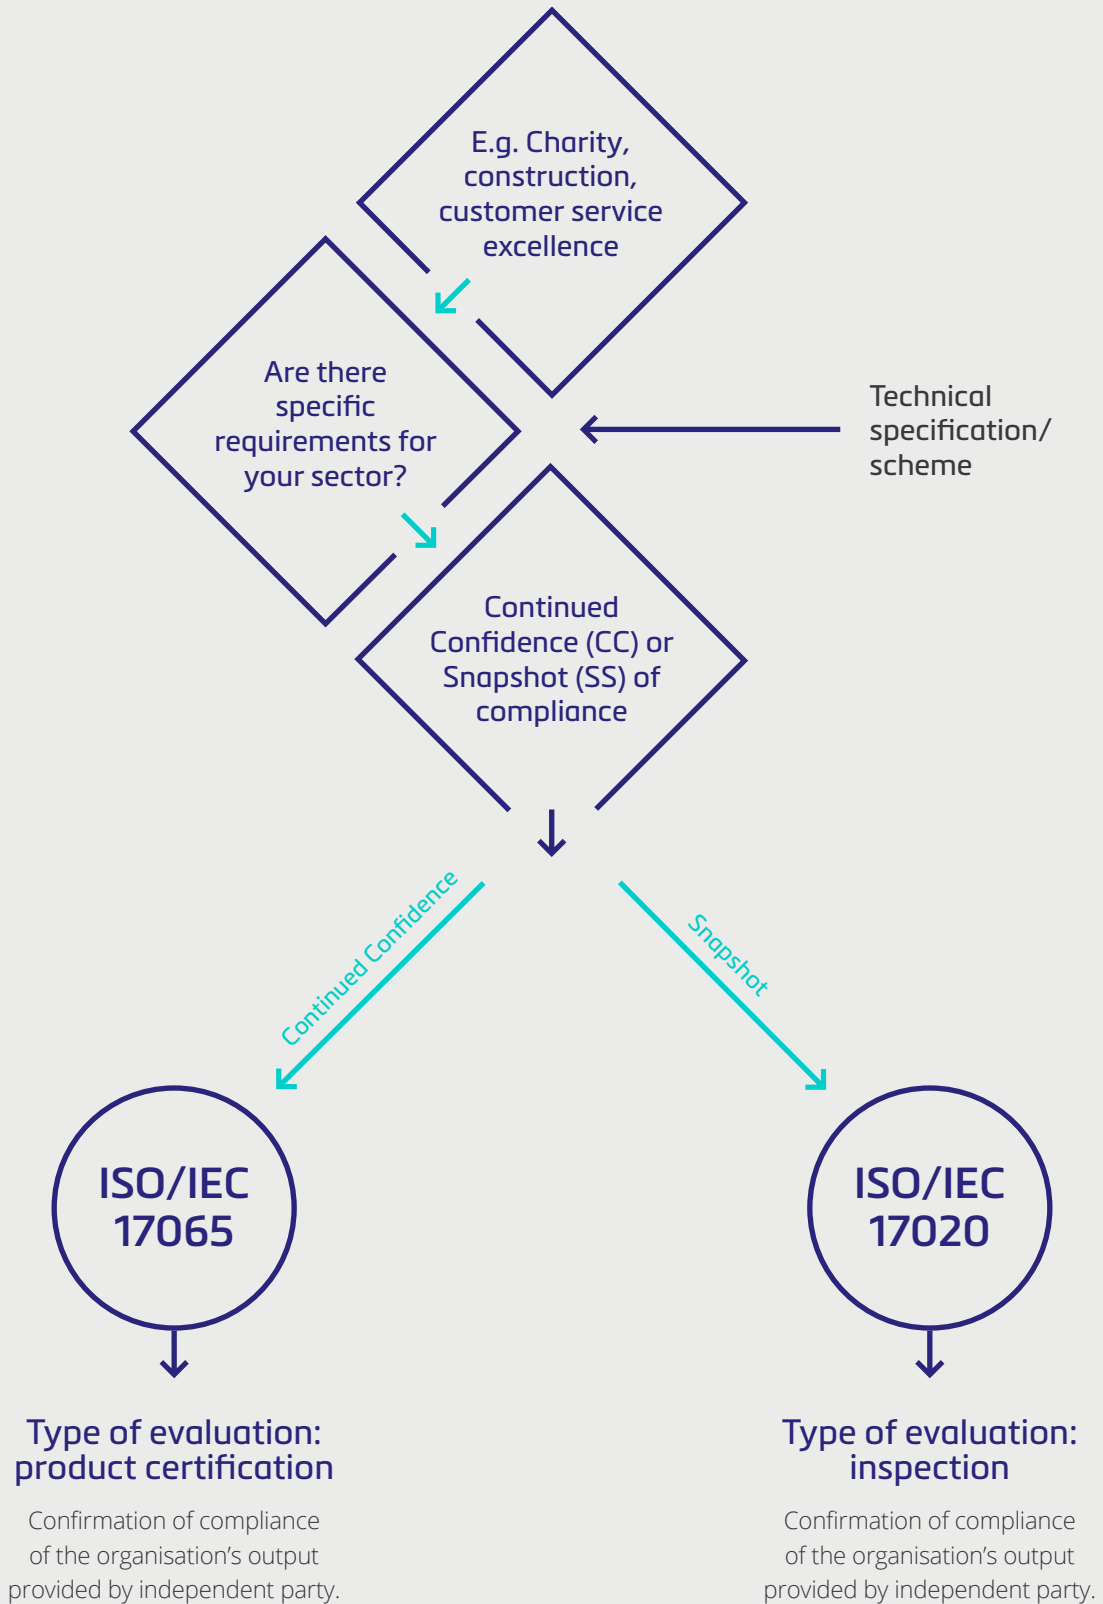 E.g. Charity,
construction,
customer service
excellence
Are there
specific
requirements for
your sector?
Technical
specification/
scheme
Continued
Confidence (CC) or
Snapshot (SS) of
compliance
Continued Confidence
Snapshot
ISO/IEC
17065
ISO/IEC
17020
Type of evaluation:
product certification
Confirmation of compliance
of the organisation’s output
provided by independent party.
Type of evaluation:
inspection
Confirmation of compliance
of the organisation’s output
provided by independent party.